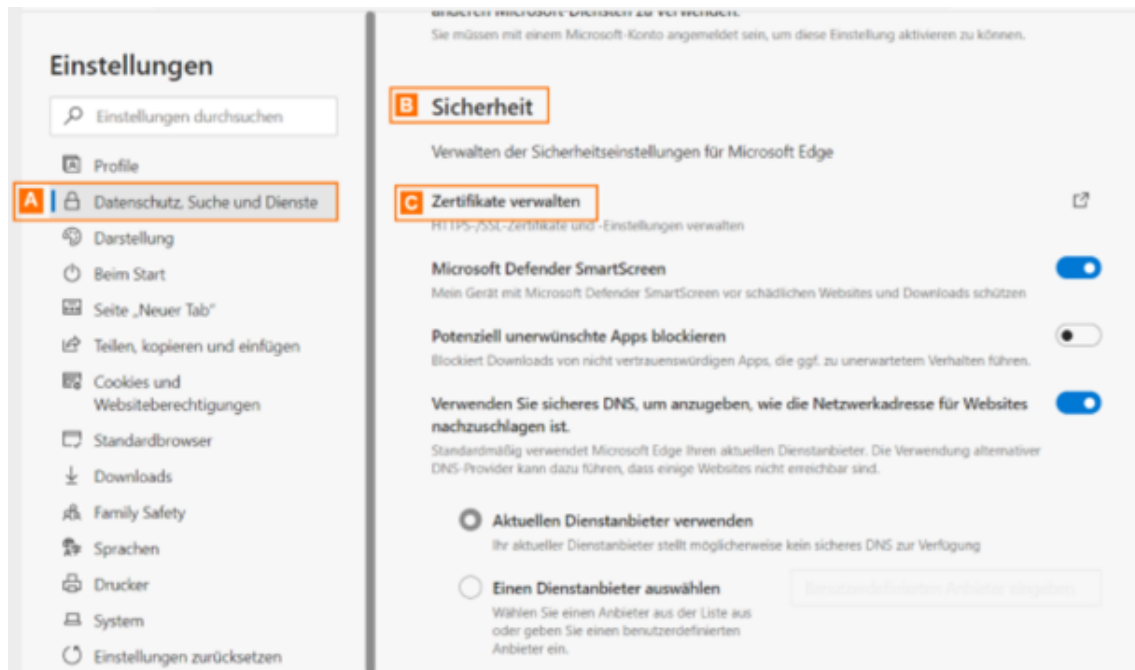 Einstellungen
Einstellungen durchsuchen
Profile
A
Datenschutz, Suche und Dienste
Darstellung
Beim Start
Seite „Neuer Tab"
Teilen, kopieren und einfügen
Cookies und
Websiteberechtigungen
Standardbrowser
Downloads
Family Safety
Sprachen
Drucker
System
Einstellungen zurücksetzen
anderen Microsoft-Diensten zu verwenden.
Sie müssen mit einem Microsoft-Konto angemeldet sein, um diese Einstellung aktivieren zu können.
B Sicherheit
Verwalten der Sicherheitseinstellungen für Microsoft Edge
C Zertifikate verwalten
HTTPS-/SSL-Zertifikate und -Einstellungen verwalten
Microsoft Defender SmartScreen
Mein Gerät mit Microsoft Defender SmartScreen vor schädlichen Websites und Downloads schützen
Potenziell unerwünschte Apps blockieren
Blockiert Downloads von nicht vertrauenswürdigen Apps, die ggf. zu unerwartetem Verhalten führen.
Verwenden Sie sicheres DNS, um anzugeben, wie die Netzwerkadresse für Websites
nachzuschlagen ist.
Standardmäßig verwendet Microsoft Edge Ihren aktuellen Dienstanbieter. Die Verwendung alternativer
DNS-Provider kann dazu führen, dass einige Websites nicht erreichbar sind.
Aktuellen Dienstanbieter verwenden
Ihr aktueller Dienstanbieter stellt möglicherweise kein sicheres DNS zur Verfügung
Einen Dienstanbieter auswählen
Wählen Sie einen Anbieter aus der Liste aus
oder geben Sie einen benutzerdefinierten
Anbieter ein.
Benutzerdefinierten Anbieter eingeben